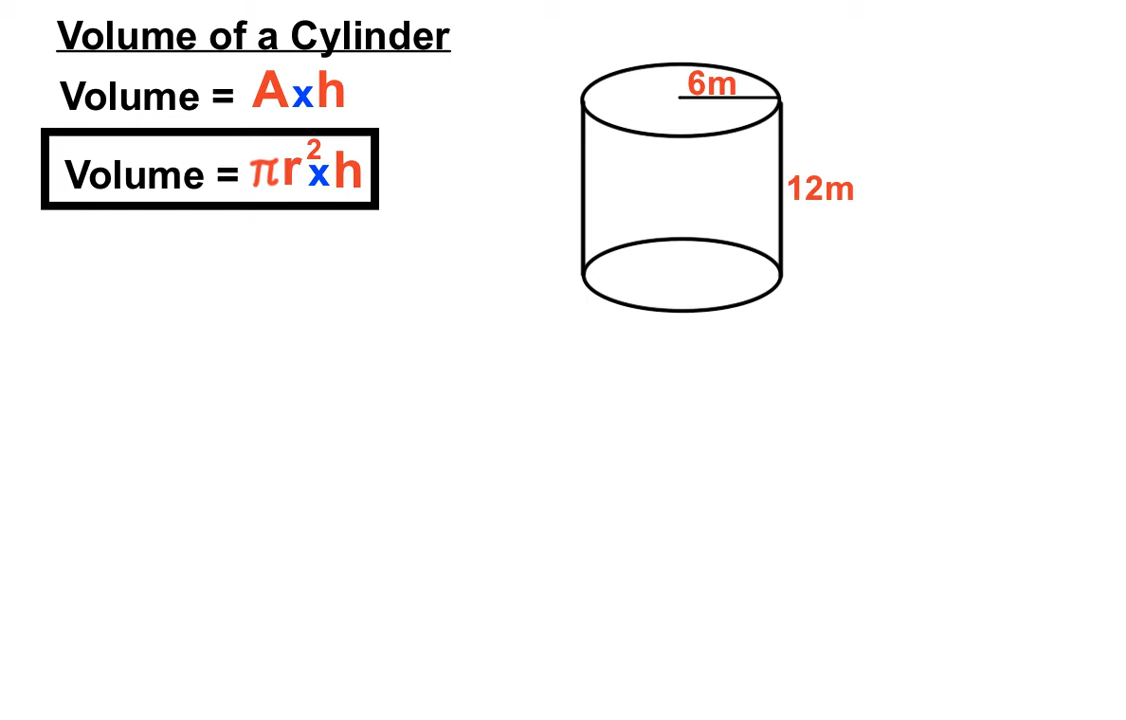 Volume of a Cylinder
Volume = Axh
Volume = πr²xh
6m
12m